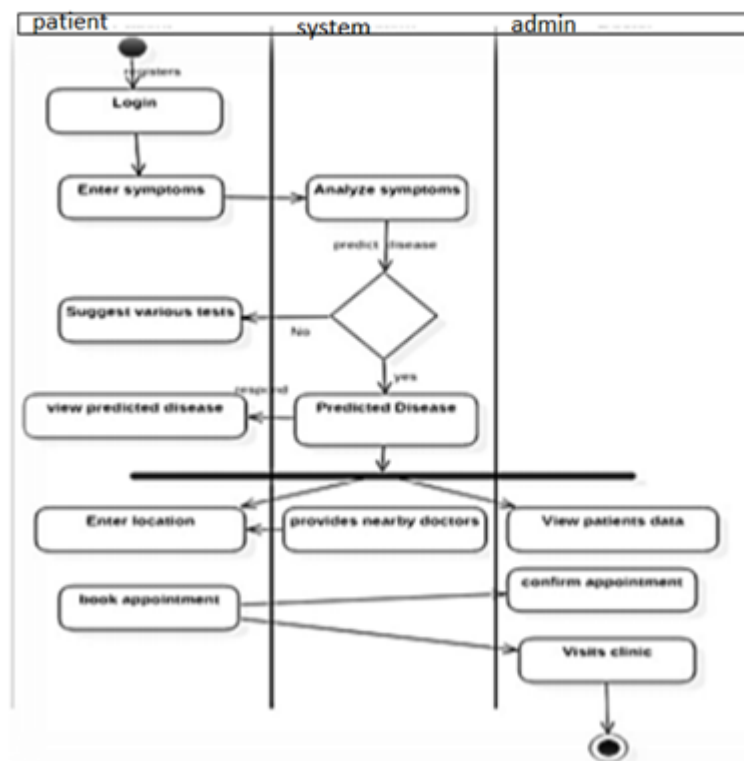 patient
system
admin
registers
Login
Enter symptoms
Analyze symptoms
predict disease
Suggest various tests
No
yes
respond
view predicted disease
Predicted Disease
Enter location
provides nearby doctors
View patients data
confirm appointment
book appointment
Visits clinic